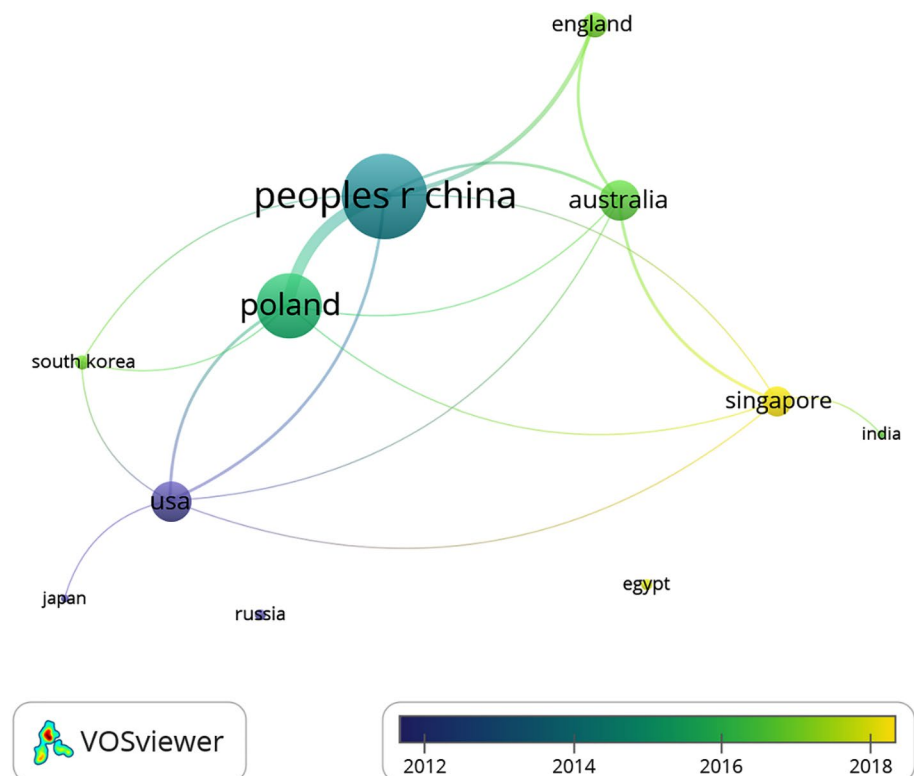 england
peoples r china
australia
poland
south korea
singapore
india
usa
egypt
japan
russia
VOSviewer
2012 2014 2016 2018